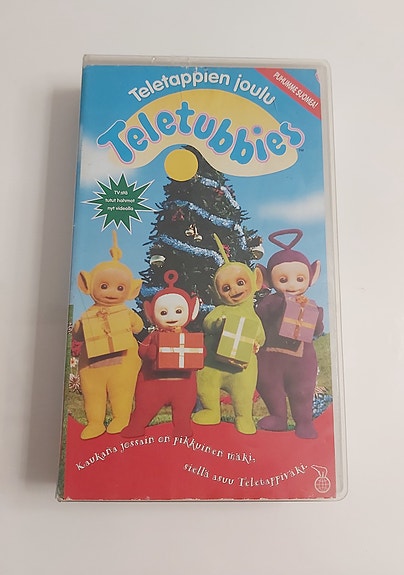 Teletappien joulu
PUHUMME SUOMEA!
Teletubbies
TV:stä
tutut hahmot
nyt videolla
Kaukana jossain on pikkuinen mäki,
siellä asuu Teletappiväki.